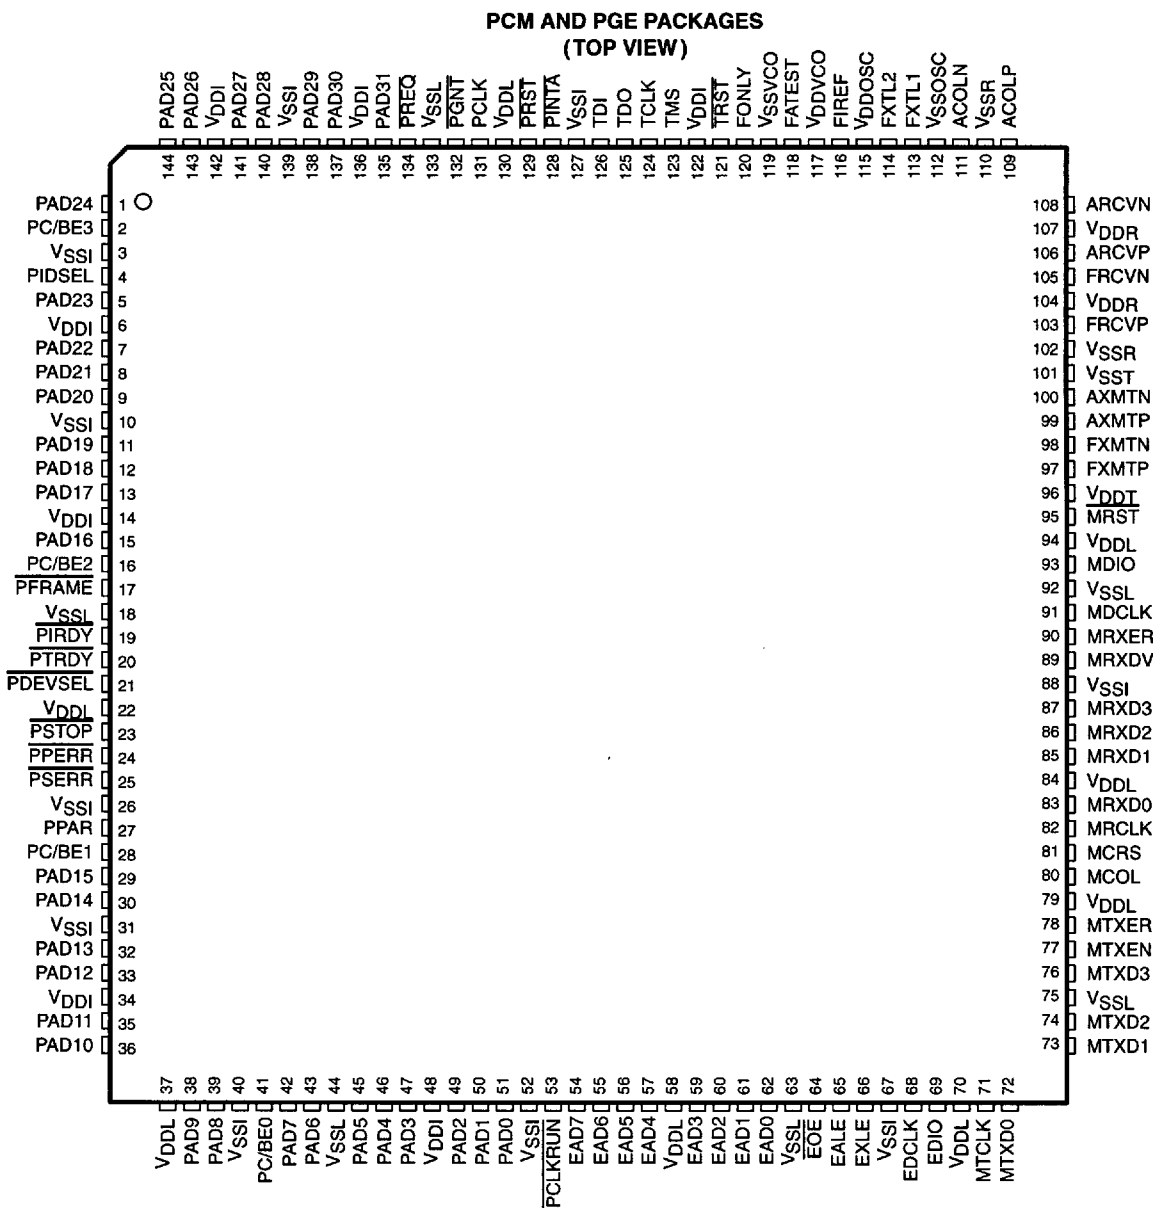 PCM AND PGE PACKAGES
(TOP VIEW)
PAD25
PAD26
VDDI
PAD27
PAD28
VSSI
PAD29
PAD30
VDDI
PAD31
PREQ
VSSL
PGNT
PCLK
VDDL
PRST
PINTA
VSSI
TDI
TDO
TCLK
TMS
VDDI
TRST
FONLY
VSSVCO
FATEST
VDDVCO
FIREF
VDDOSC
FXTL2
FXTL1
VSSOSC
ACOLN
VSSR
ACOLP
144
143
142
141
140
139
138
137
136
135
134
133
132
131
130
129
128
127
126
125
124
123
122
121
120
119
118
117
116
115
114
113
112
111
110
109
PAD24 1
PC/BE3 2
VSSI 3
PIDSEL 4
PAD23 5
VDDI 6
PAD22 7
PAD21 8
PAD20 9
VSSI 10
PAD19 11
PAD18 12
PAD17 13
VDDI 14
PAD16 15
PC/BE2 16
PFRAME 17
VSSL 18
PIRDY 19
PTRDY 20
PDEVSEL 21
VDDL 22
PSTOP 23
PPERR 24
PSERR 25
VSSI 26
PPAR 27
PC/BE1 28
PAD15 29
PAD14 30
VSSI 31
PAD13 32
PAD12 33
VDDI 34
PAD11 35
PAD10 36
108 ARCVN
107 VDDR
106 ARCVP
105 FRCVN
104 VDDR
103 FRCVP
102 VSSR
101 VSST
100 AXMTN
99 AXMTP
98 FXMTN
97 FXMTP
96 VDDT
95 MRST
94 VDDL
93 MDIO
92 VSSL
91 MDCLK
90 MRXER
89 MRXDV
88 VSSI
87 MRXD3
86 MRXD2
85 MRXD1
84 VDDL
83 MRXD0
82 MRCLK
81 MCRS
80 MCOL
79 VDDL
78 MTXER
77 MTXEN
76 MTXD3
75 VSSL
74 MTXD2
73 MTXD1
37
38
39
40
41
42
43
44
45
46
47
48
49
50
51
52
53
54
55
56
57
58
59
60
61
62
63
64
65
66
67
68
69
70
71
72
VDDL
PAD9
PAD8
VSSI
PC/BE0
PAD7
PAD6
VSSL
PAD5
PAD4
PAD3
VDDI
PAD2
PAD1
PAD0
VSSI
PCLKRUN
EAD7
EAD6
EAD5
EAD4
VDDL
EAD3
EAD2
EAD1
EAD0
VSSL
EOE
EALE
EXLE
VSSI
EDCLK
EDIO
VDDL
MTCLK
MTXD0